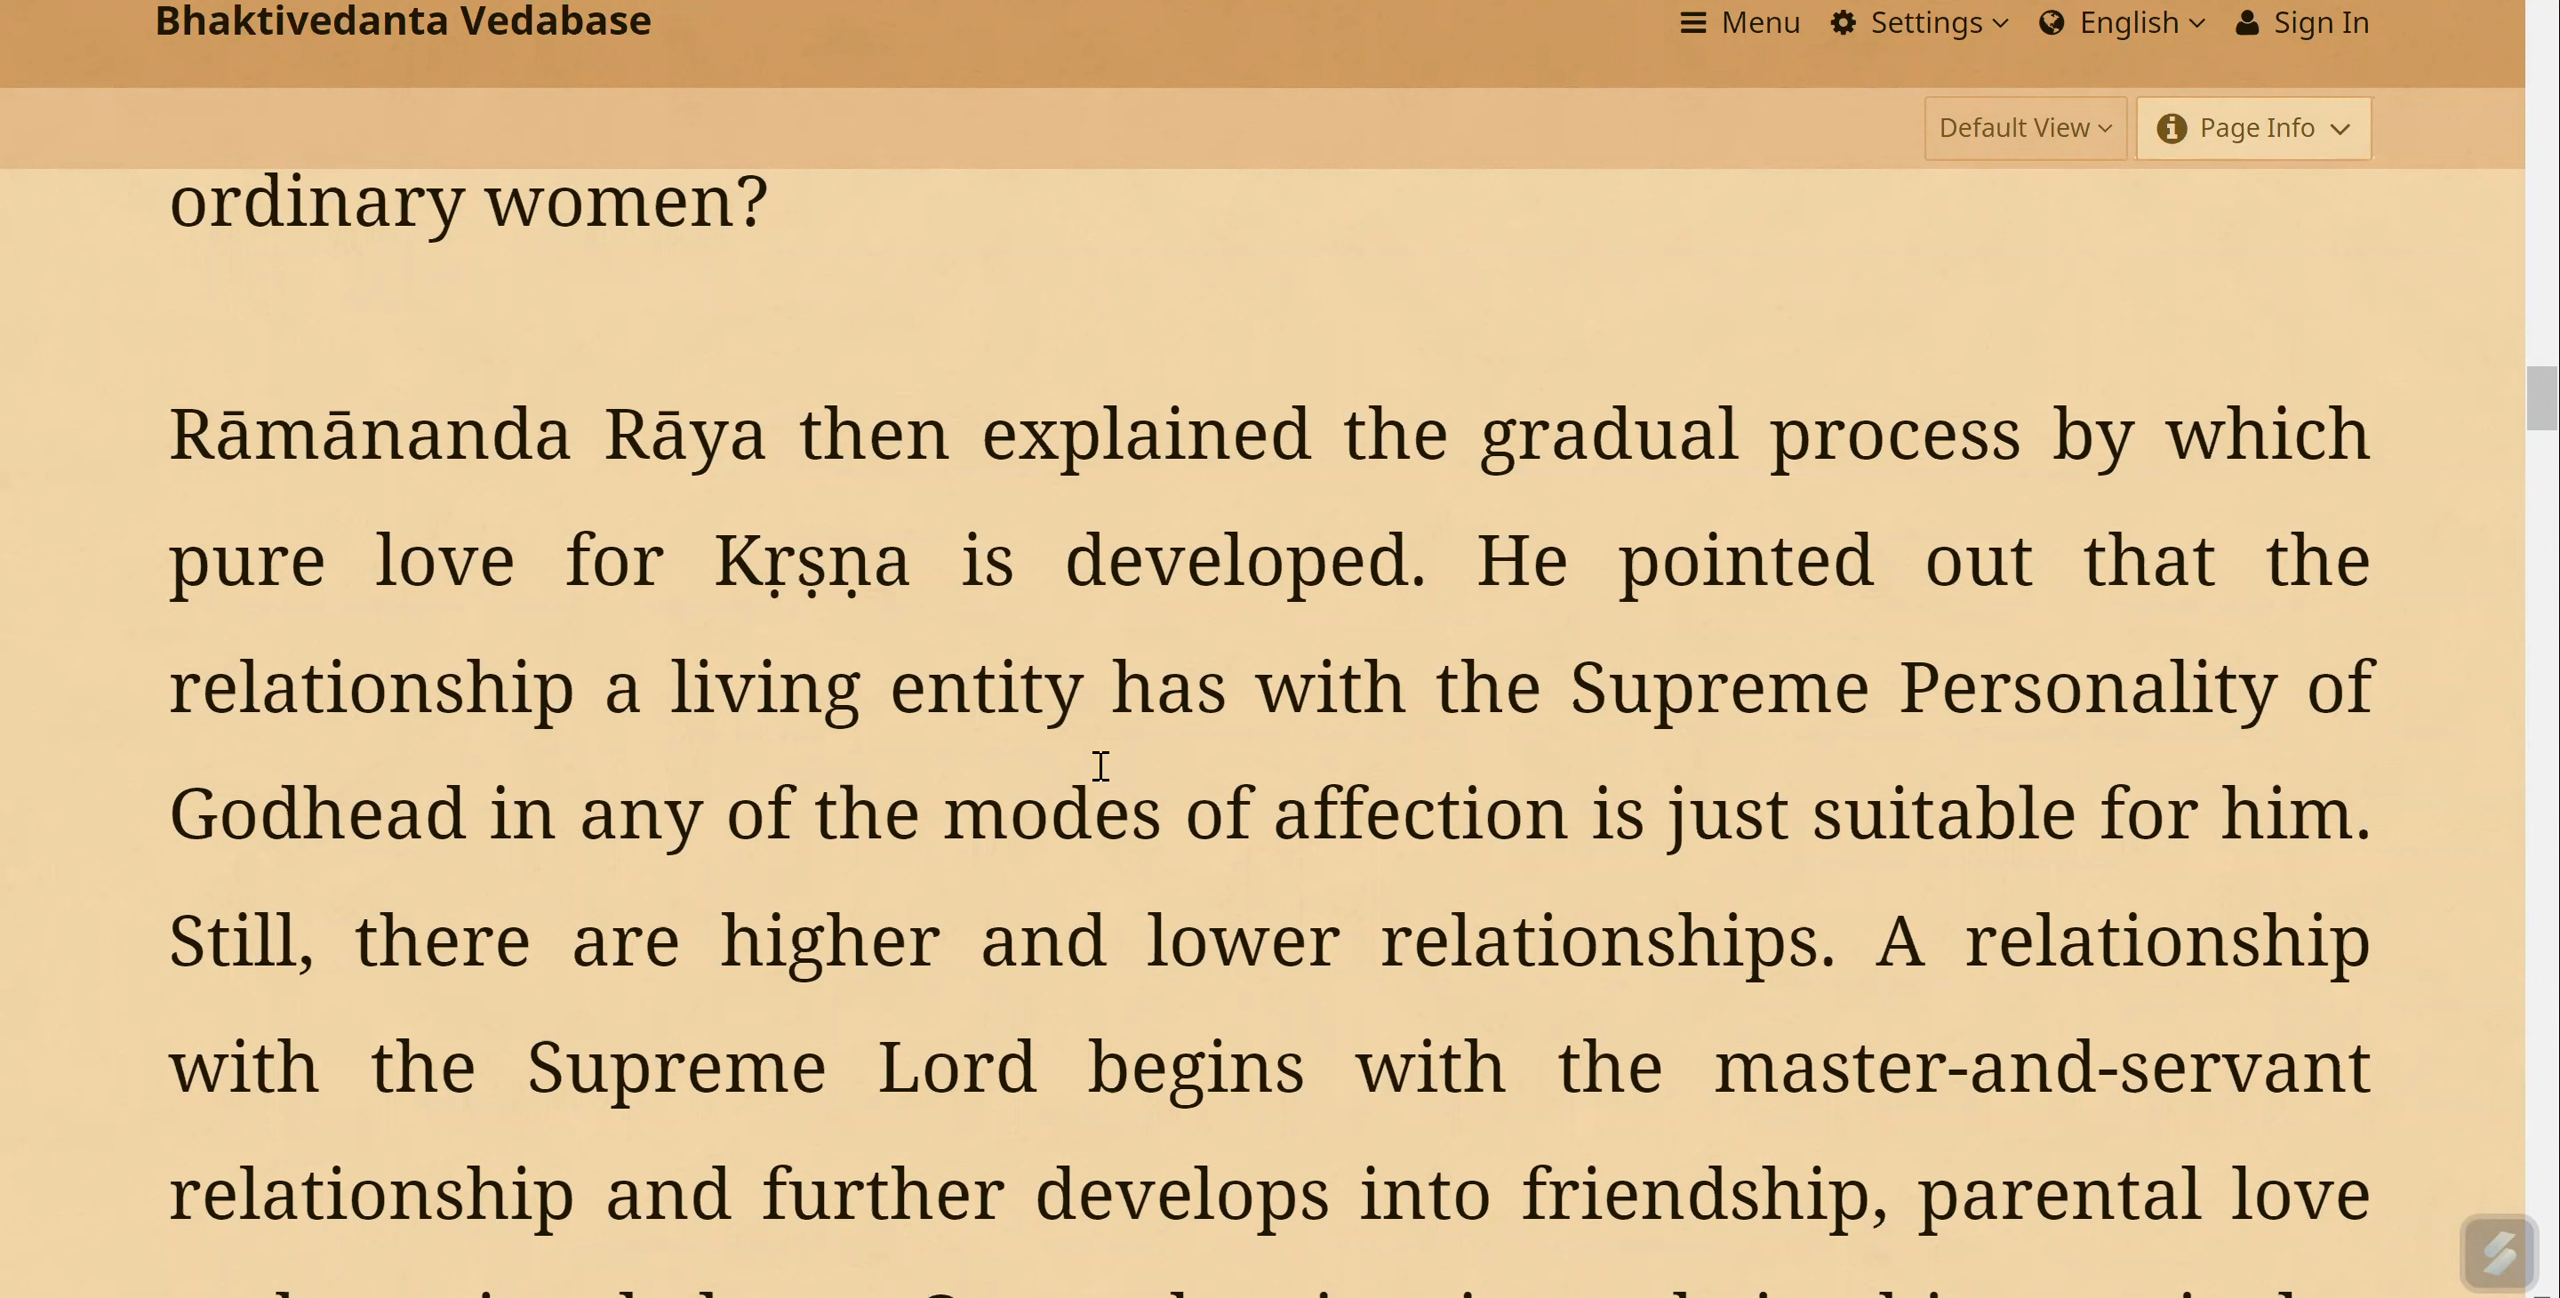 Bhaktivedanta Vedabase
Menu Settings English Sign In
Default View Page Info
ordinary women?
Rāmānanda Rāya then explained the gradual process by which
pure love for Kṛṣṇa is developed. He pointed out that the
relationship a living entity has with the Supreme Personality of
Godhead in any of the modes of affection is just suitable for him.
Still, there are higher and lower relationships. A relationship
with the Supreme Lord begins with the master-and-servant
relationship and further develops into friendship, parental love